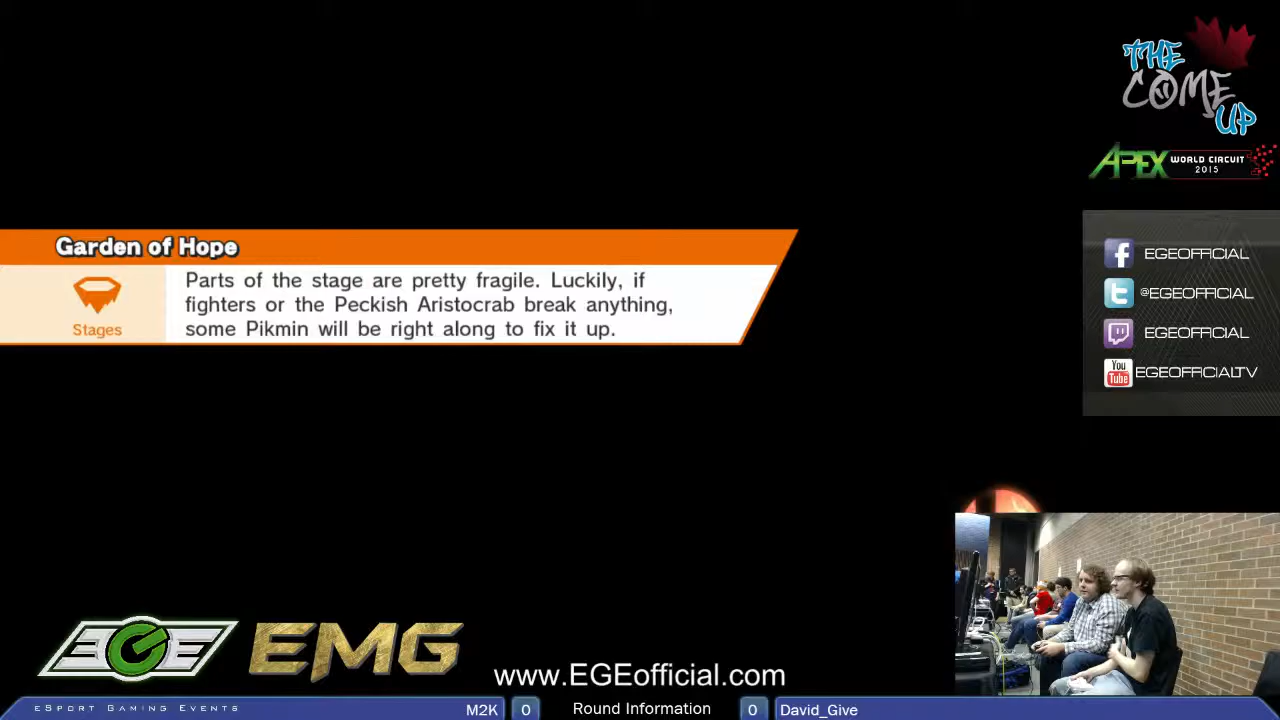 THE
COME
UP
APEX WORLD CIRCUIT
2015
Garden of Hope
Parts of the stage are pretty fragile. Luckily, if
fighters or the Peckish Aristocrab break anything,
some Pikmin will be right along to fix it up.
Stages
EGEOFFICIAL
@EGEOFFICIAL
EGEOFFICIAL
You
Tube
EGEOFFICIALTV
EGE
EMG
www.EGEofficial.com
eSPORT GAMING EVENTS
M2K 0 Round Information 0 David_Give